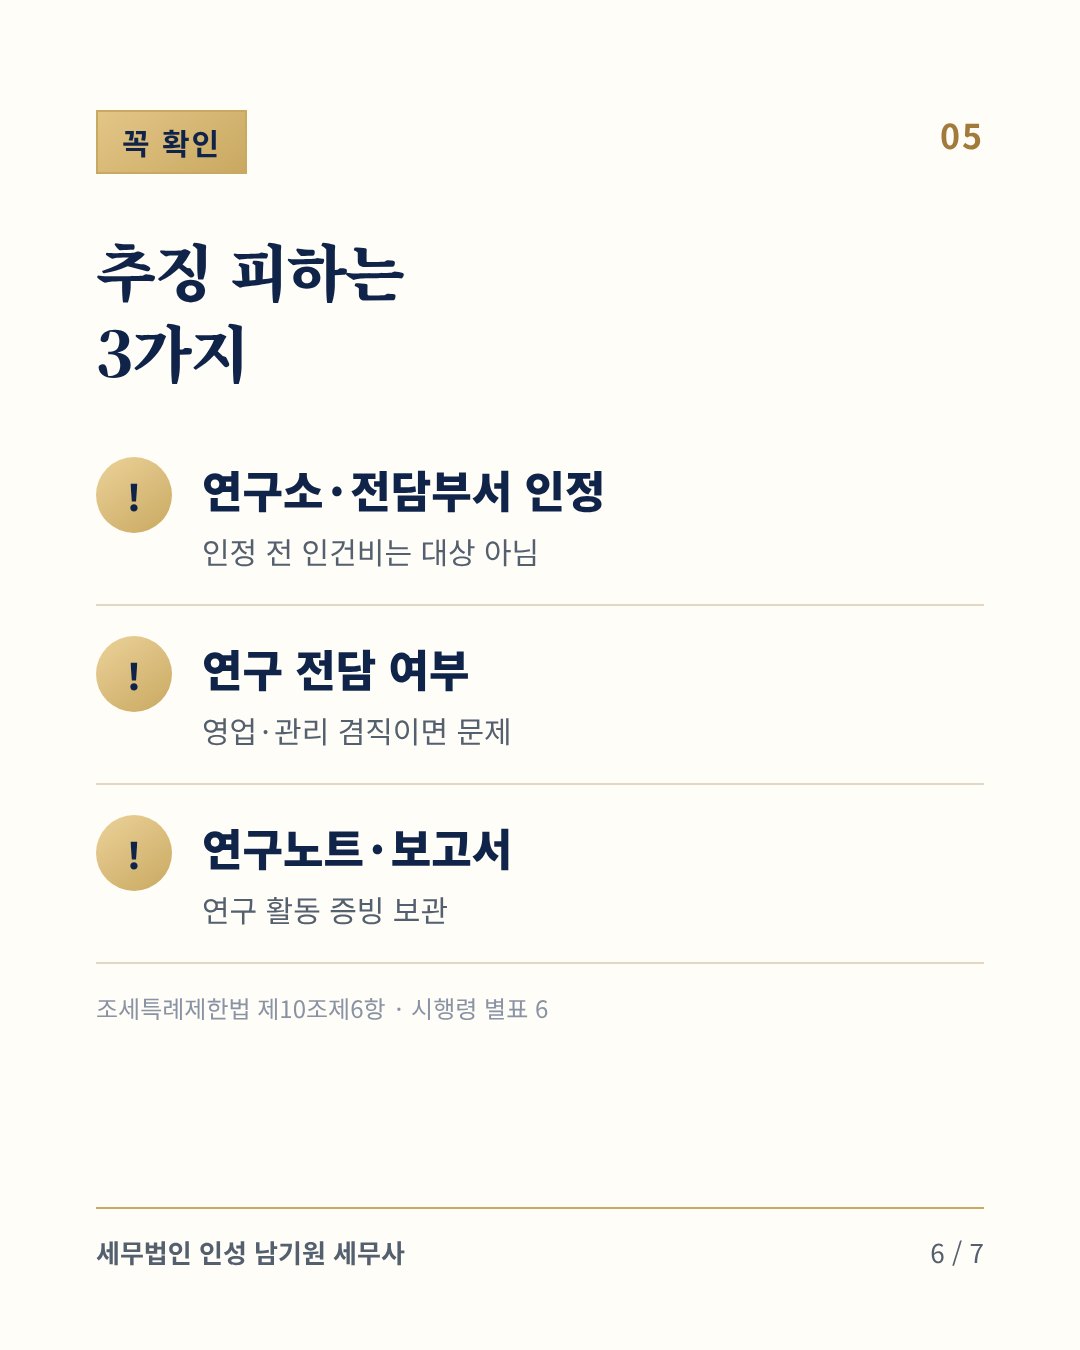 꼭 확인
05
추징 피하는
3가지
!
연구소·전담부서 인정
인정 전 인건비는 대상 아님
!
연구 전담 여부
영업·관리 겸직이면 문제
!
연구노트·보고서
연구 활동 증빙 보관
조세특례제한법 제10조제6항 · 시행령 별표 6
세무법인 인성 남기원 세무사
6 / 7